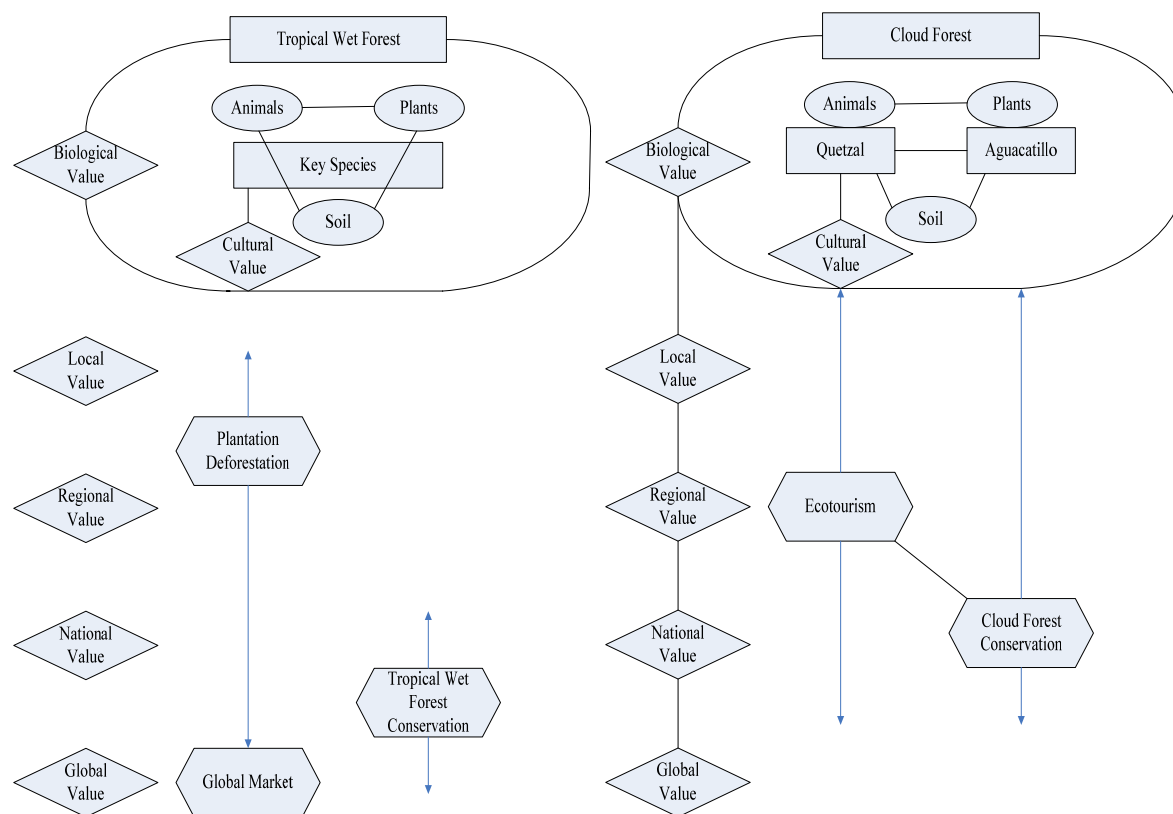 Tropical Wet Forest
Animals
Plants
Biological
Value
Key Species
Soil
Cultural
Value
Local
Value
Plantation
Deforestation
Regional
Value
National
Value
Tropical Wet
Forest
Conservation
Global
Value
Global Market
Cloud Forest
Animals
Plants
Biological
Value
Quetzal
Aguacatillo
Soil
Cultural
Value
Local
Value
Regional
Value
Ecotourism
National
Value
Cloud Forest
Conservation
Global
Value